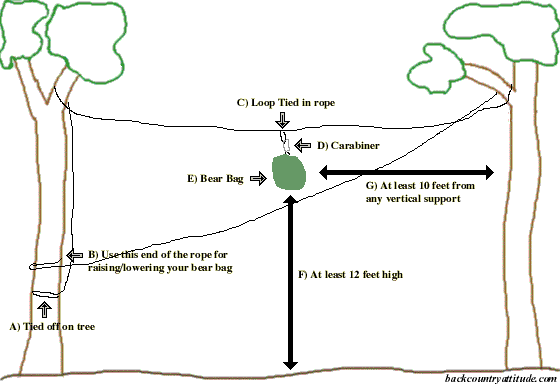 C) Loop Tied in rope
D) Carabiner
E) Bear Bag
G) At least 10 feet from
any vertical support
B) Use this end of the rope for
raising/lowering your bear bag
F) At least 12 feet high
A) Tied off on tree
backcountryattitude.com